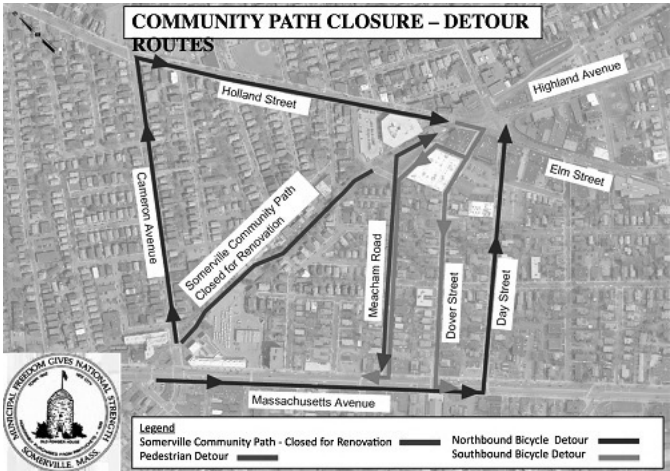 COMMUNITY PATH CLOSURE – DETOUR
ROUTES
Highland Avenue
Holland Street
Elm Street
Cameron Avenue
Somerville Community Path
Closed for Renovation
Meacham Road
Dover Street
Day Street
Massachusetts Avenue
MUNICIPAL FREEDOM GIVES NATIONAL STRENGTH
SOMERVILLE, MASS.
Legend
Somerville Community Path - Closed for Renovation
Northbound Bicycle Detour
Pedestrian Detour
Southbound Bicycle Detour